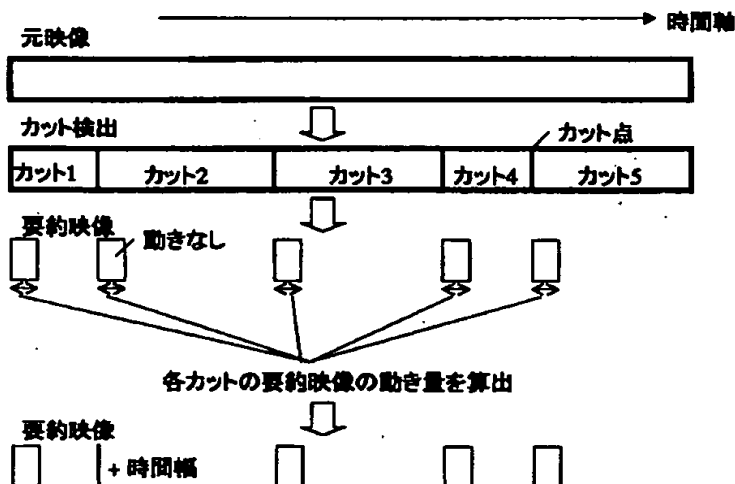 時間軸
元映像
カット検出
カット点
カット1 カット2 カット3 カット4 カット5
要約映像
動きなし
各カットの要約映像の動き量を算出
要約映像
+ 時間幅